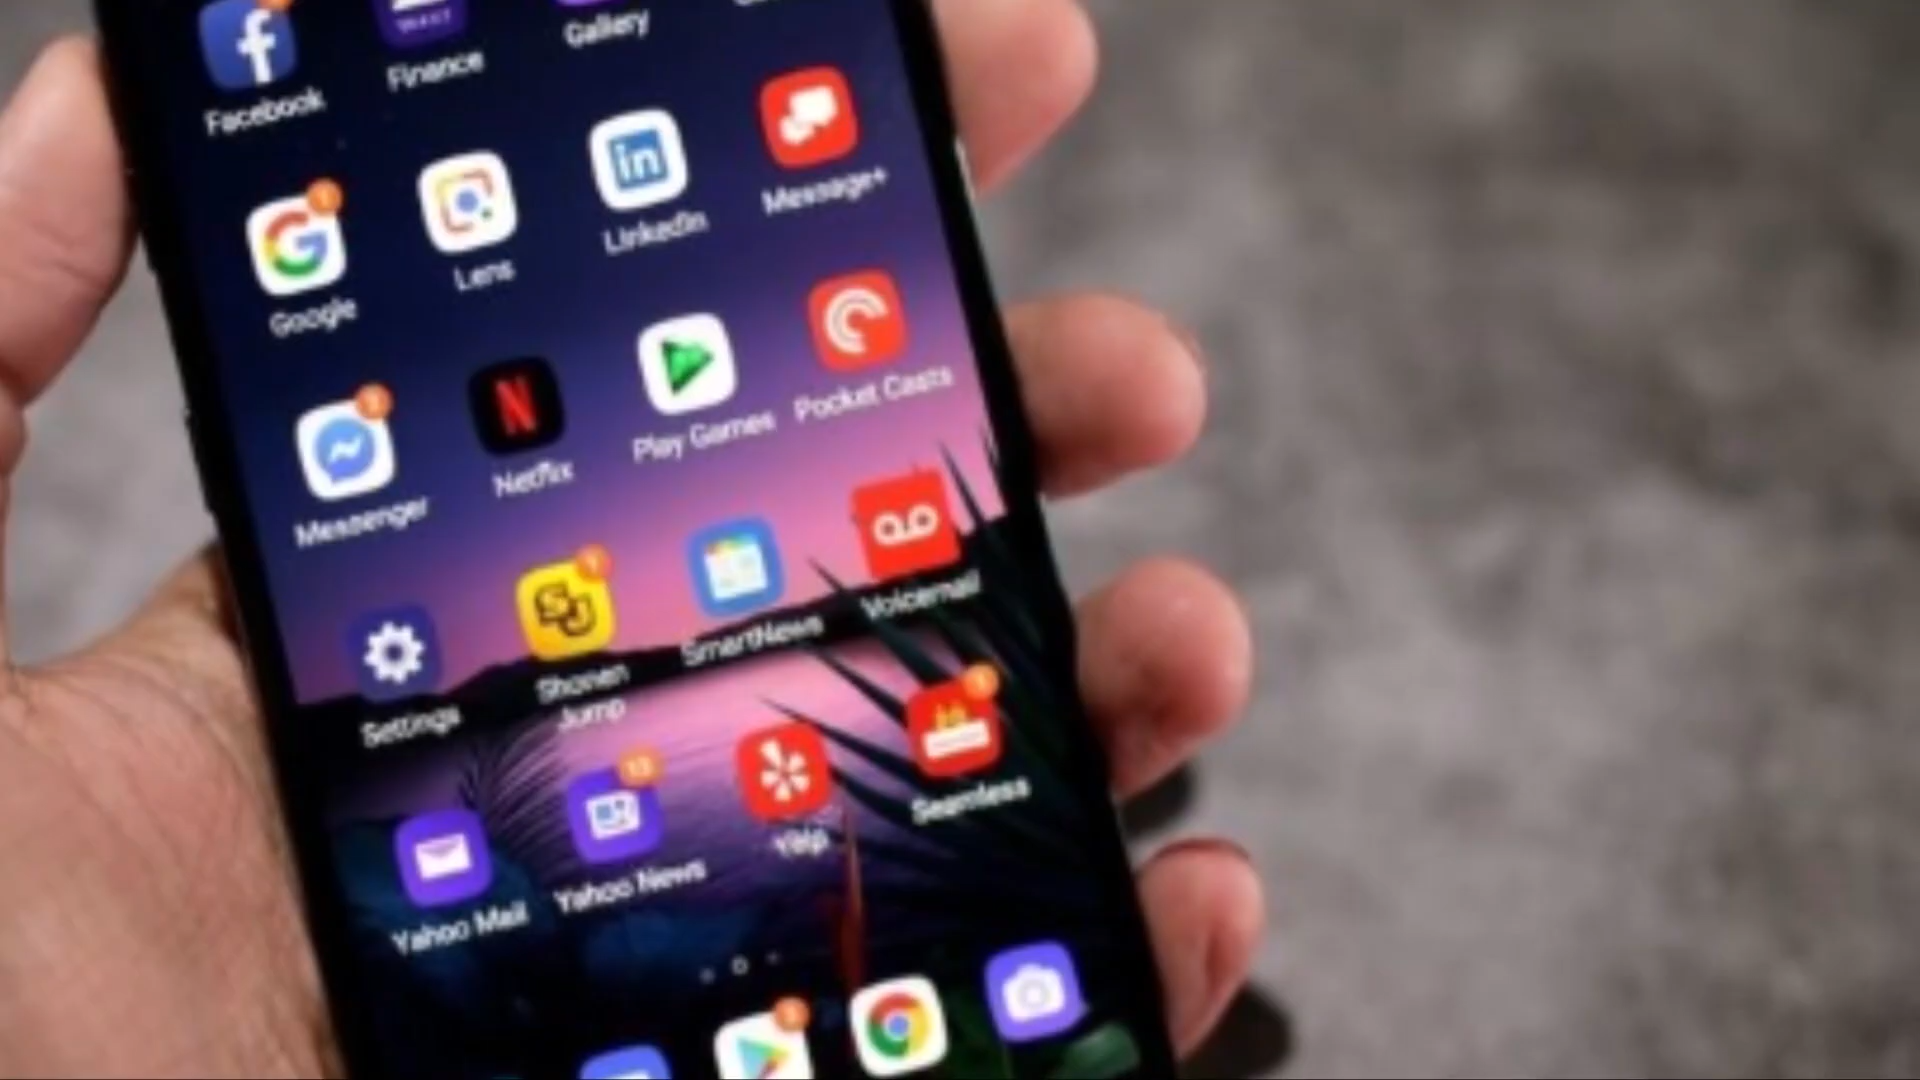 Facebook
Finance
Gallery
Google
Lens
LinkedIn
Message+
Messenger
Netflix
Play Games
Pocket Casts
Settings
Shonen
Jump
SmartNews
Voicemail
Yahoo Mail
Yahoo News
Yelp
Seamless